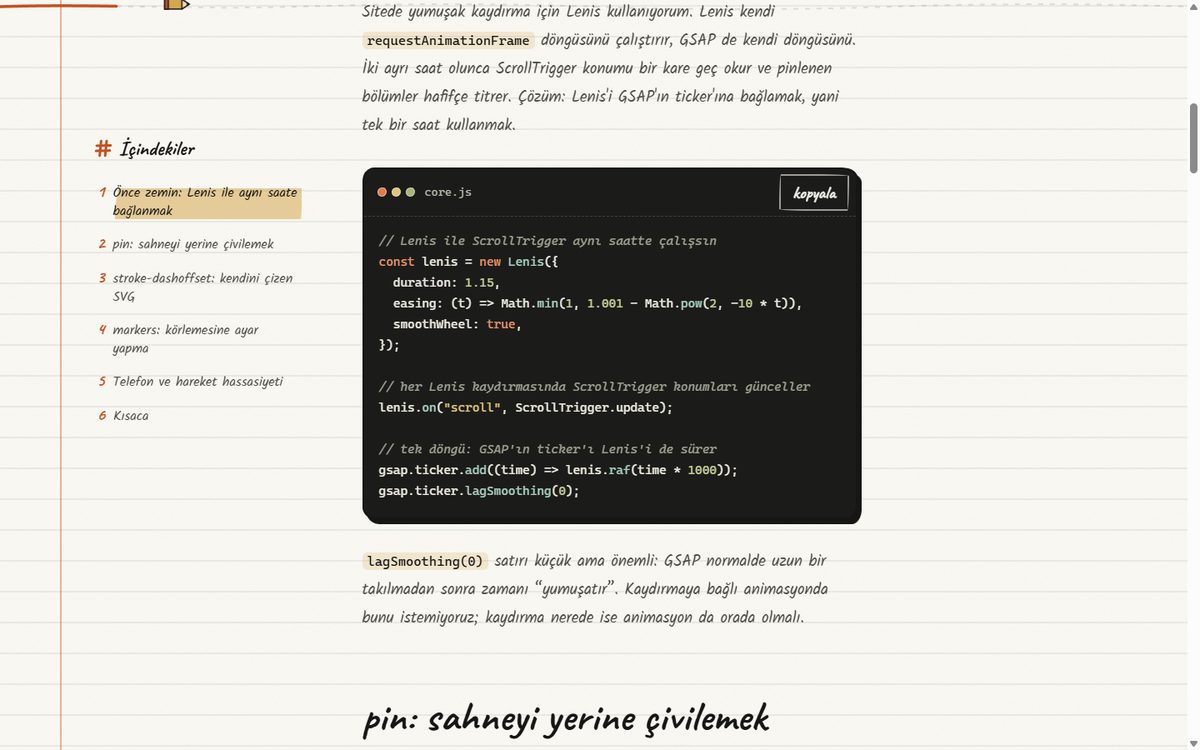 Sitede yumuşak kaydırma için Lenis kullanıyorum. Lenis kendi
requestAnimationFrame döngüsünü çalıştırır, GSAP de kendi döngüsünü.
İki ayrı saat olunca ScrollTrigger konumu bir kare geç okur ve pinlenen
bölümler hafifçe titrer. Çözüm: Lenis'i GSAP'ın ticker'ına bağlamak, yani
tek bir saat kullanmak.
# İçindekiler
1 Önce zemin: Lenis ile aynı saate
bağlanmak
2 pin: sahneyi yerine çivilemek
3 stroke-dashoffset: kendini çizen
SVG
4 markers: körlemesine ayar
yapma
5 Telefon ve hareket hassasiyeti
6 Kısaca
core.js
kopyala
// Lenis ile ScrollTrigger aynı saatte çalışsın
const lenis = new Lenis({
  duration: 1.15,
  easing: (t) => Math.min(1, 1.001 - Math.pow(2, -10 * t)),
  smoothWheel: true,
});
// her Lenis kaydırmasında ScrollTrigger konumları günceller
lenis.on("scroll", ScrollTrigger.update);
// tek döngü: GSAP'ın ticker'ı Lenis'i de sürer
gsap.ticker.add((time) => lenis.raf(time * 1000));
gsap.ticker.lagSmoothing(0);
lagSmoothing(0) satırı küçük ama önemli: GSAP normalde uzun bir
takılmadan sonra zamanı “yumuşatır”. Kaydırmaya bağlı animasyonda
bunu istemiyoruz; kaydırma nerede ise animasyon da orada olmalı.
pin: sahneyi yerine çivilemek